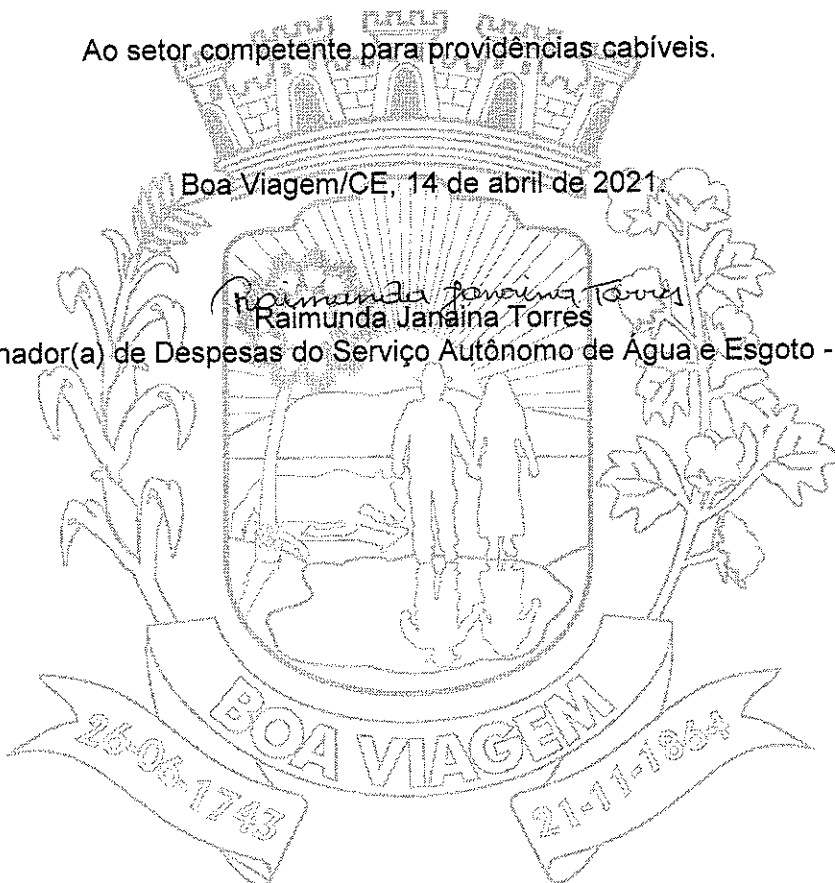 Ao setor competente para providências cabíveis.
Boa Viagem/CE, 14 de abril de 2021.
Raimunda Janaina Torres
Raimunda Janaina Torres
nador(a) de Despesas do Serviço Autônomo de Água e Esgoto -
BOA VIAGEM
26-06-1743
21-11-1864